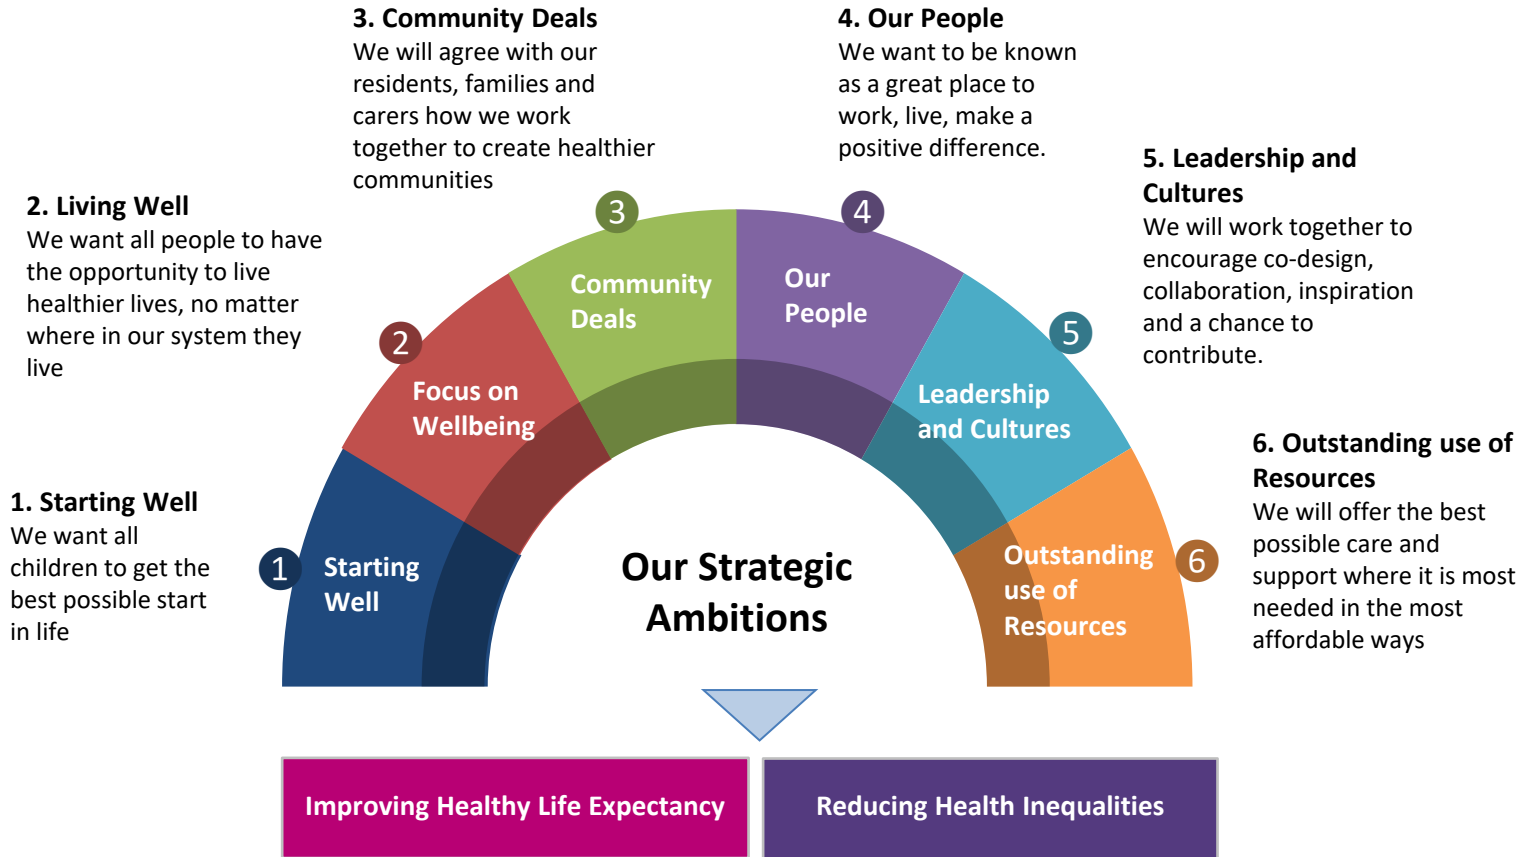 3. Community Deals
We will agree with our
residents, families and
carers how we work
together to create healthier
communities
4. Our People
We want to be known
as a great place to
work, live, make a
positive difference.
5. Leadership and
Cultures
We will work together to
encourage co-design,
collaboration, inspiration
and a chance to
contribute.
2. Living Well
We want all people to have
the opportunity to live
healthier lives, no matter
where in our system they
live
6. Outstanding use of
Resources
We will offer the best
possible care and
support where it is most
needed in the most
affordable ways
1. Starting Well
We want all
children to get the
best possible start
in life
1
Starting
Well
2
Focus on
Wellbeing
3
Community
Deals
4
Our
People
5
Leadership
and Cultures
6
Outstanding
use of
Resources
Our Strategic
Ambitions
Improving Healthy Life Expectancy
Reducing Health Inequalities